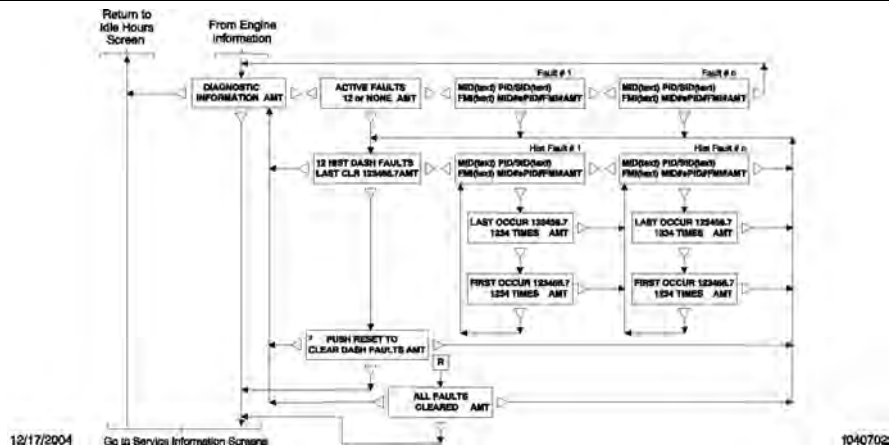 Return to
Idle Hours
Screen
From Engine
Information
Fault # 1
Fault # n
DIAGNOSTIC
INFORMATION AMT
ACTIVE FAULTS
12 or NONE AMT
MID(text) PID/SID(text)
FMI(text) MID#sPID#FMI#AMT
MID(text) PID/SID(text)
FMI(text) MID#sPID#FMI#AMT
Hist Fault # 1
Hist Fault # n
12 HIST DASH FAULTS
LAST CLR 123456.7AMT
MID(text) PID/SID(text)
FMI(text) MID#sPID#FMI#AMT
MID(text) PID/SID(text)
FMI(text) MID#sPID#FMI#AMT
LAST OCCUR 123456.7
1234 TIMES AMT
LAST OCCUR 123456.7
1234 TIMES AMT
FIRST OCCUR 123456.7
1234 TIMES AMT
FIRST OCCUR 123456.7
1234 TIMES AMT
PUSH RESET TO
CLEAR DASH FAULTS AMT
R
ALL FAULTS
CLEARED AMT
12/17/2004
Go to Service Information Screens